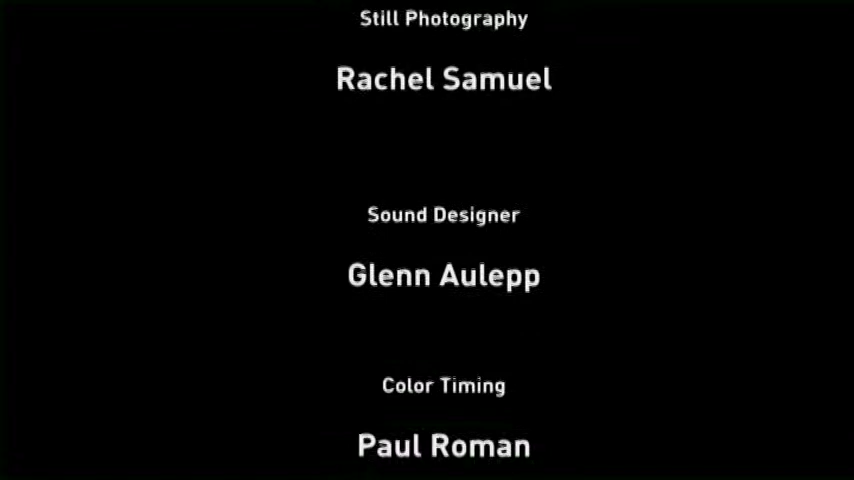 Still Photography
Rachel Samuel
Sound Designer
Glenn Aulepp
Color Timing
Paul Roman